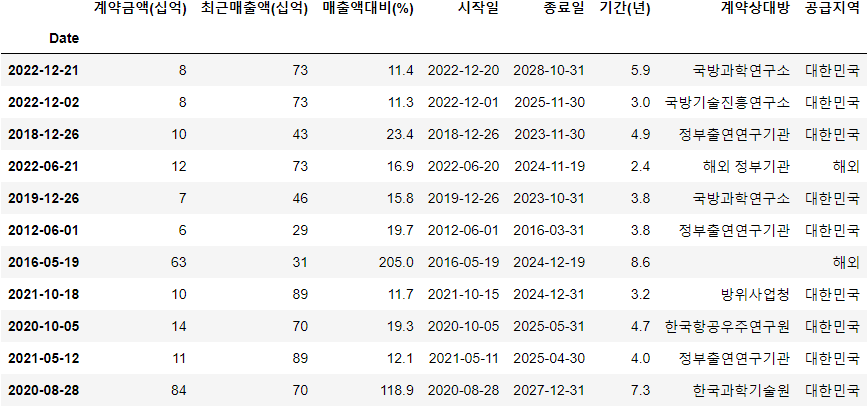 계약금액(십억) 최근매출액(십억) 매출액대비(%) 시작일 종료일 기간(년) 계약상대방 공급지역
Date
2022-12-21 8 73 11.4 2022-12-20 2028-10-31 5.9 국방과학연구소 대한민국
2022-12-02 8 73 11.3 2022-12-01 2025-11-30 3.0 국방기술진흥연구소 대한민국
2018-12-26 10 43 23.4 2018-12-26 2023-11-30 4.9 정부출연연구기관 대한민국
2022-06-21 12 73 16.9 2022-06-20 2024-11-19 2.4 해외 정부기관 해외
2019-12-26 7 46 15.8 2019-12-26 2023-10-31 3.8 국방과학연구소 대한민국
2012-06-01 6 29 19.7 2012-06-01 2016-03-31 3.8 정부출연연구기관 대한민국
2016-05-19 63 31 205.0 2016-05-19 2024-12-19 8.6 해외
2021-10-18 10 89 11.7 2021-10-15 2024-12-31 3.2 방위사업청 대한민국
2020-10-05 14 70 19.3 2020-10-05 2025-05-31 4.7 한국항공우주연구원 대한민국
2021-05-12 11 89 12.1 2021-05-11 2025-04-30 4.0 정부출연연구기관 대한민국
2020-08-28 84 70 118.9 2020-08-28 2027-12-31 7.3 한국과학기술원 대한민국